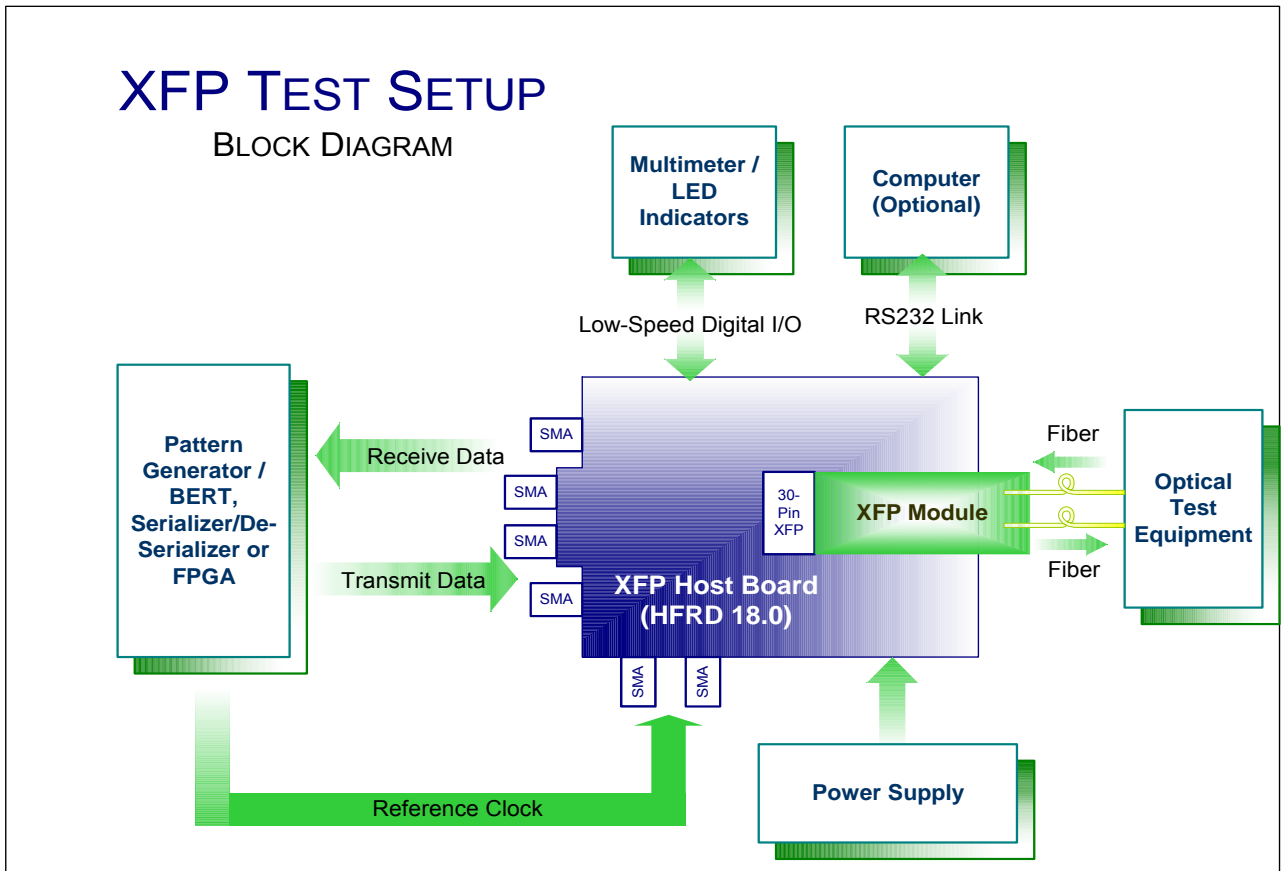 XFP TEST SETUP
BLOCK DIAGRAM
Multimeter /
LED
Indicators
Computer
(Optional)
Low-Speed Digital I/O
RS232 Link
Pattern
Generator /
BERT,
Serializer/De-
Serializer or
FPGA
Receive Data
Transmit Data
SMA
SMA
SMA
SMA
30-
Pin
XFP
XFP Module
XFP Host Board
(HFRD 18.0)
Fiber
Fiber
Optical
Test
Equipment
SMA
SMA
Reference Clock
Power Supply